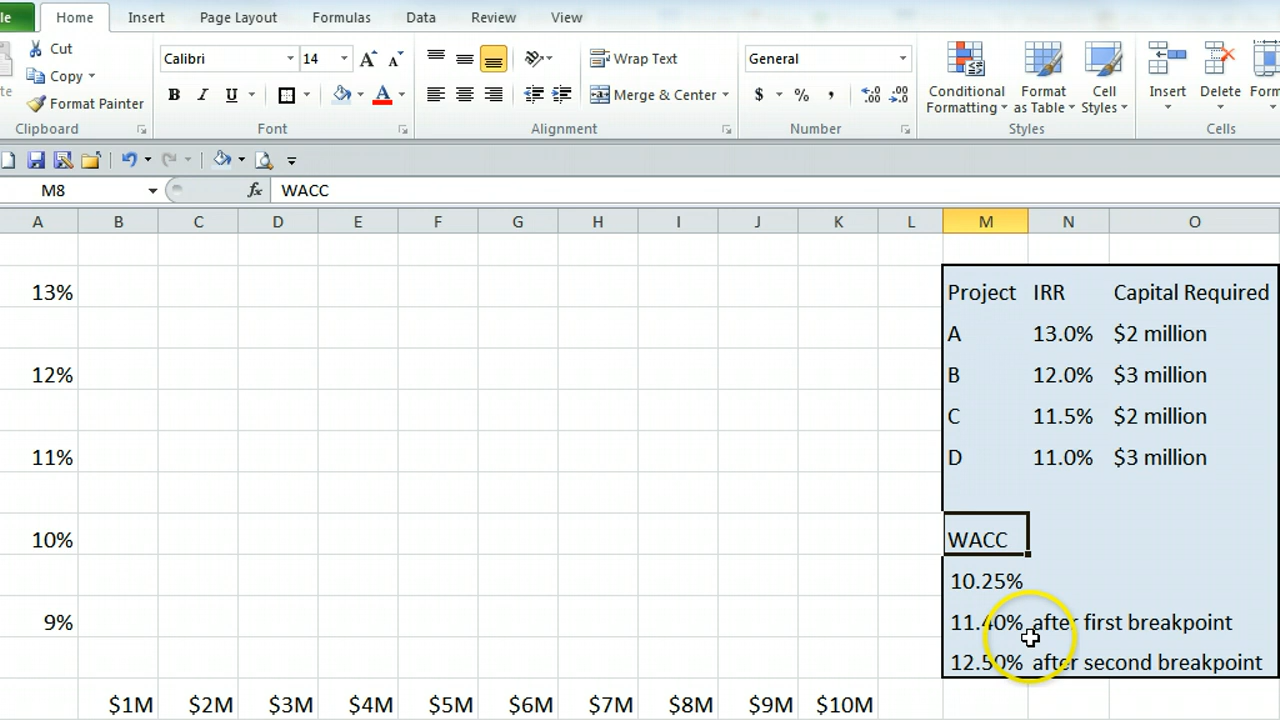 le Home Insert Page Layout Formulas Data Review View
Cut
Copy
Format Painter
Clipboard
Calibri 14 A A
B I U A
Font
Wrap Text
Merge & Center
Alignment
General
$ % , .00 .00
Number
Conditional Formatting
Format as Table
Cell Styles
Styles
Insert Delete Form
Cells
M8 fx WACC
A B C D E F G H I J K L M N O
13% Project IRR Capital Required
A 13.0% $2 million
12% B 12.0% $3 million
C 11.5% $2 million
11% D 11.0% $3 million
10% WACC
10.25%
9% 11.40% after first breakpoint
12.50% after second breakpoint
$1M $2M $3M $4M $5M $6M $7M $8M $9M $10M